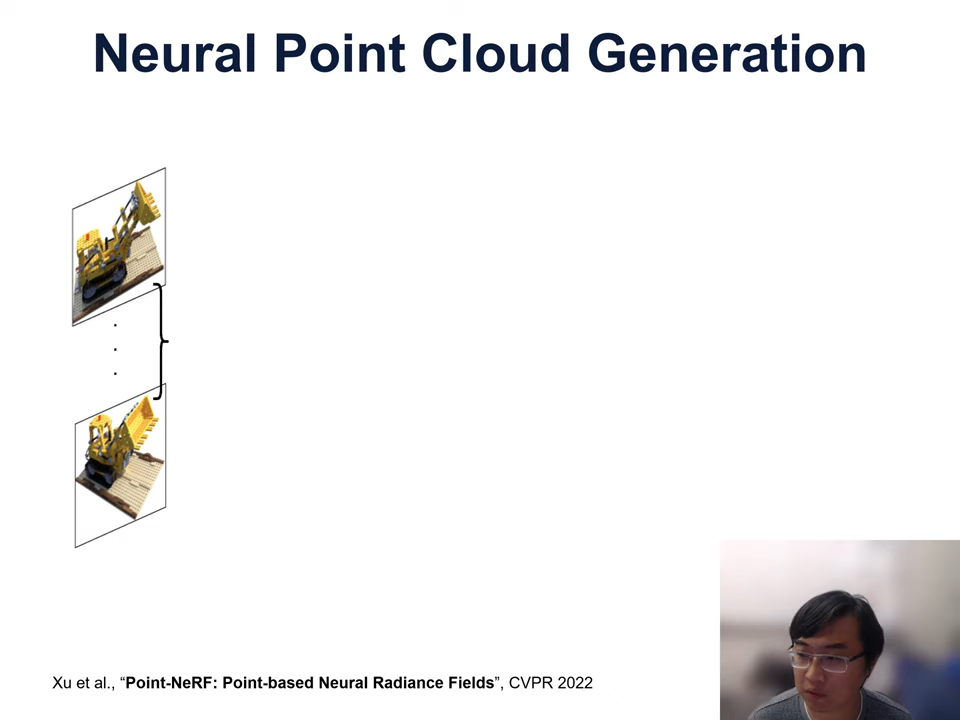 Neural Point Cloud Generation
Xu et al., “Point-NeRF: Point-based Neural Radiance Fields”, CVPR 2022